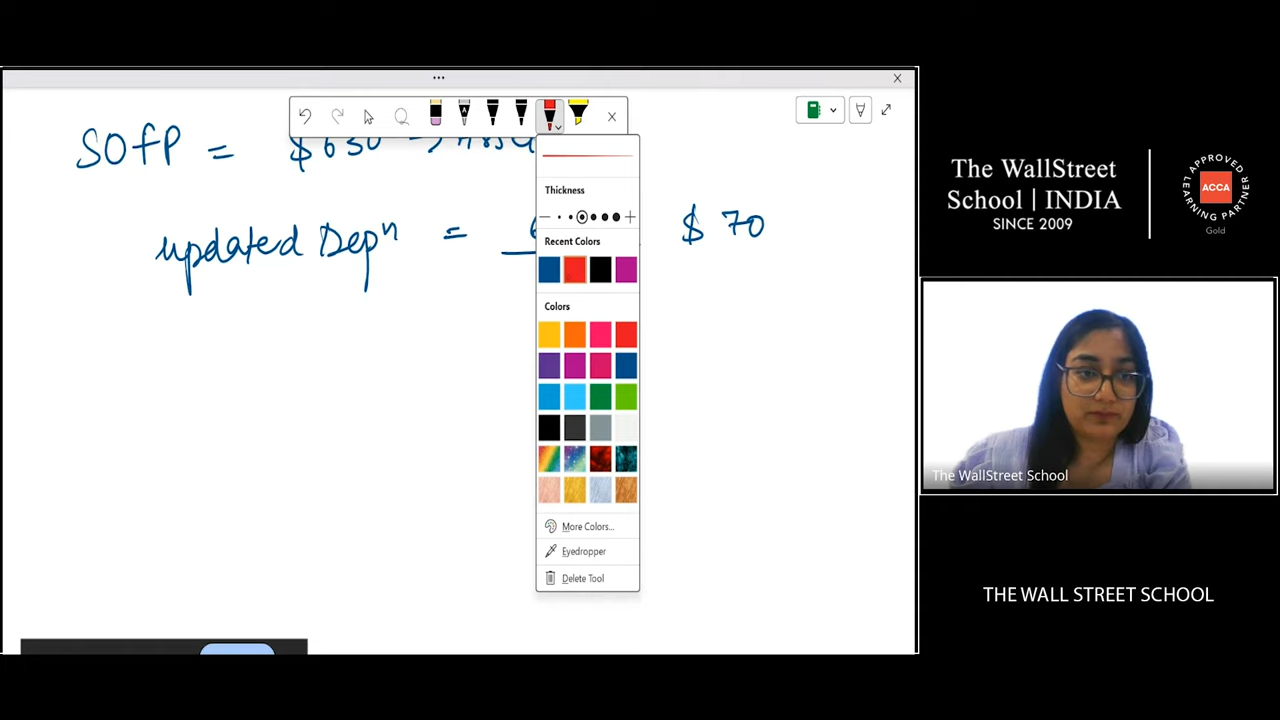 SOfP = $ 630
updated Depⁿ = $ 70
Thickness
Recent Colors
Colors
More Colors...
Eyedropper
Delete Tool
The WallStreet
School | INDIA
SINCE 2009
APPROVED
ACCA
LEARNING PARTNER
Gold
The WallStreet School
THE WALL STREET SCHOOL